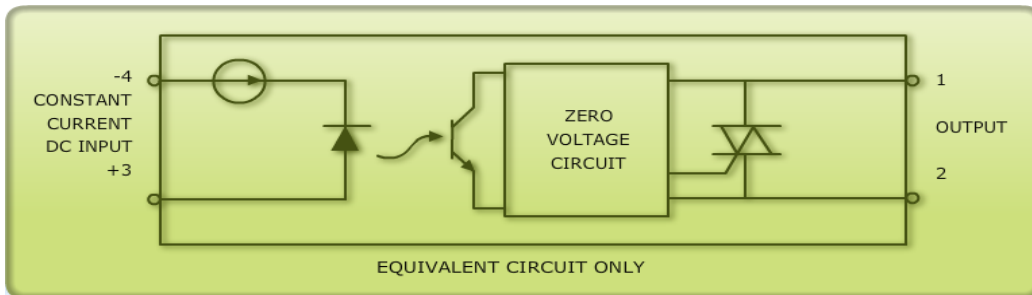 -4
CONSTANT
CURRENT
DC INPUT
+3
ZERO
VOLTAGE
CIRCUIT
1
OUTPUT
2
EQUIVALENT CIRCUIT ONLY